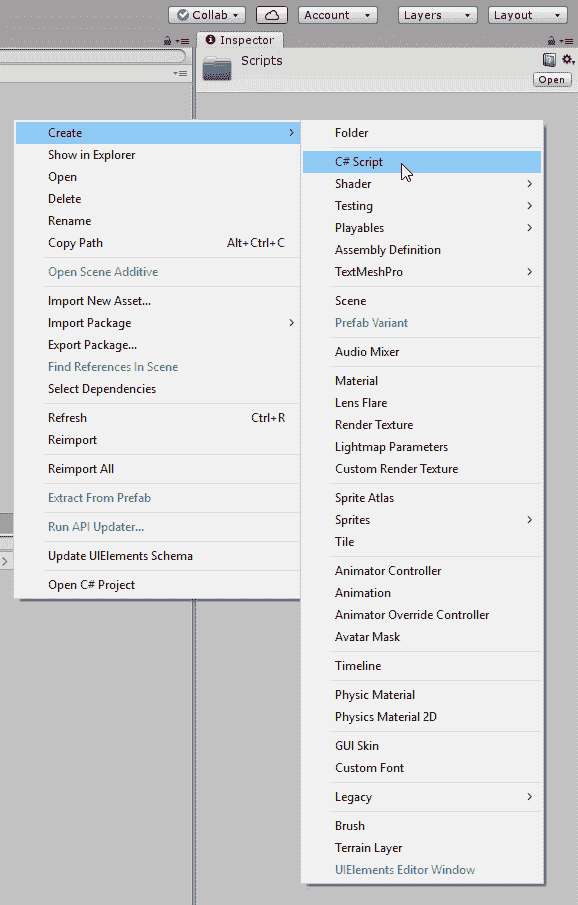 Collab
Account
Layers
Layout
Inspector
Scripts
Open
Create
Show in Explorer
Open
Delete
Rename
Copy Path Alt+Ctrl+C
Open Scene Additive
Import New Asset...
Import Package
Export Package...
Find References In Scene
Select Dependencies
Refresh Ctrl+R
Reimport
Reimport All
Extract From Prefab
Run API Updater...
Update UIElements Schema
Open C# Project
Folder
C# Script
Shader
Testing
Playables
Assembly Definition
TextMeshPro
Scene
Prefab Variant
Audio Mixer
Material
Lens Flare
Render Texture
Lightmap Parameters
Custom Render Texture
Sprite Atlas
Sprites
Tile
Animator Controller
Animation
Animator Override Controller
Avatar Mask
Timeline
Physic Material
Physics Material 2D
GUI Skin
Custom Font
Legacy
Brush
Terrain Layer
UIElements Editor Window